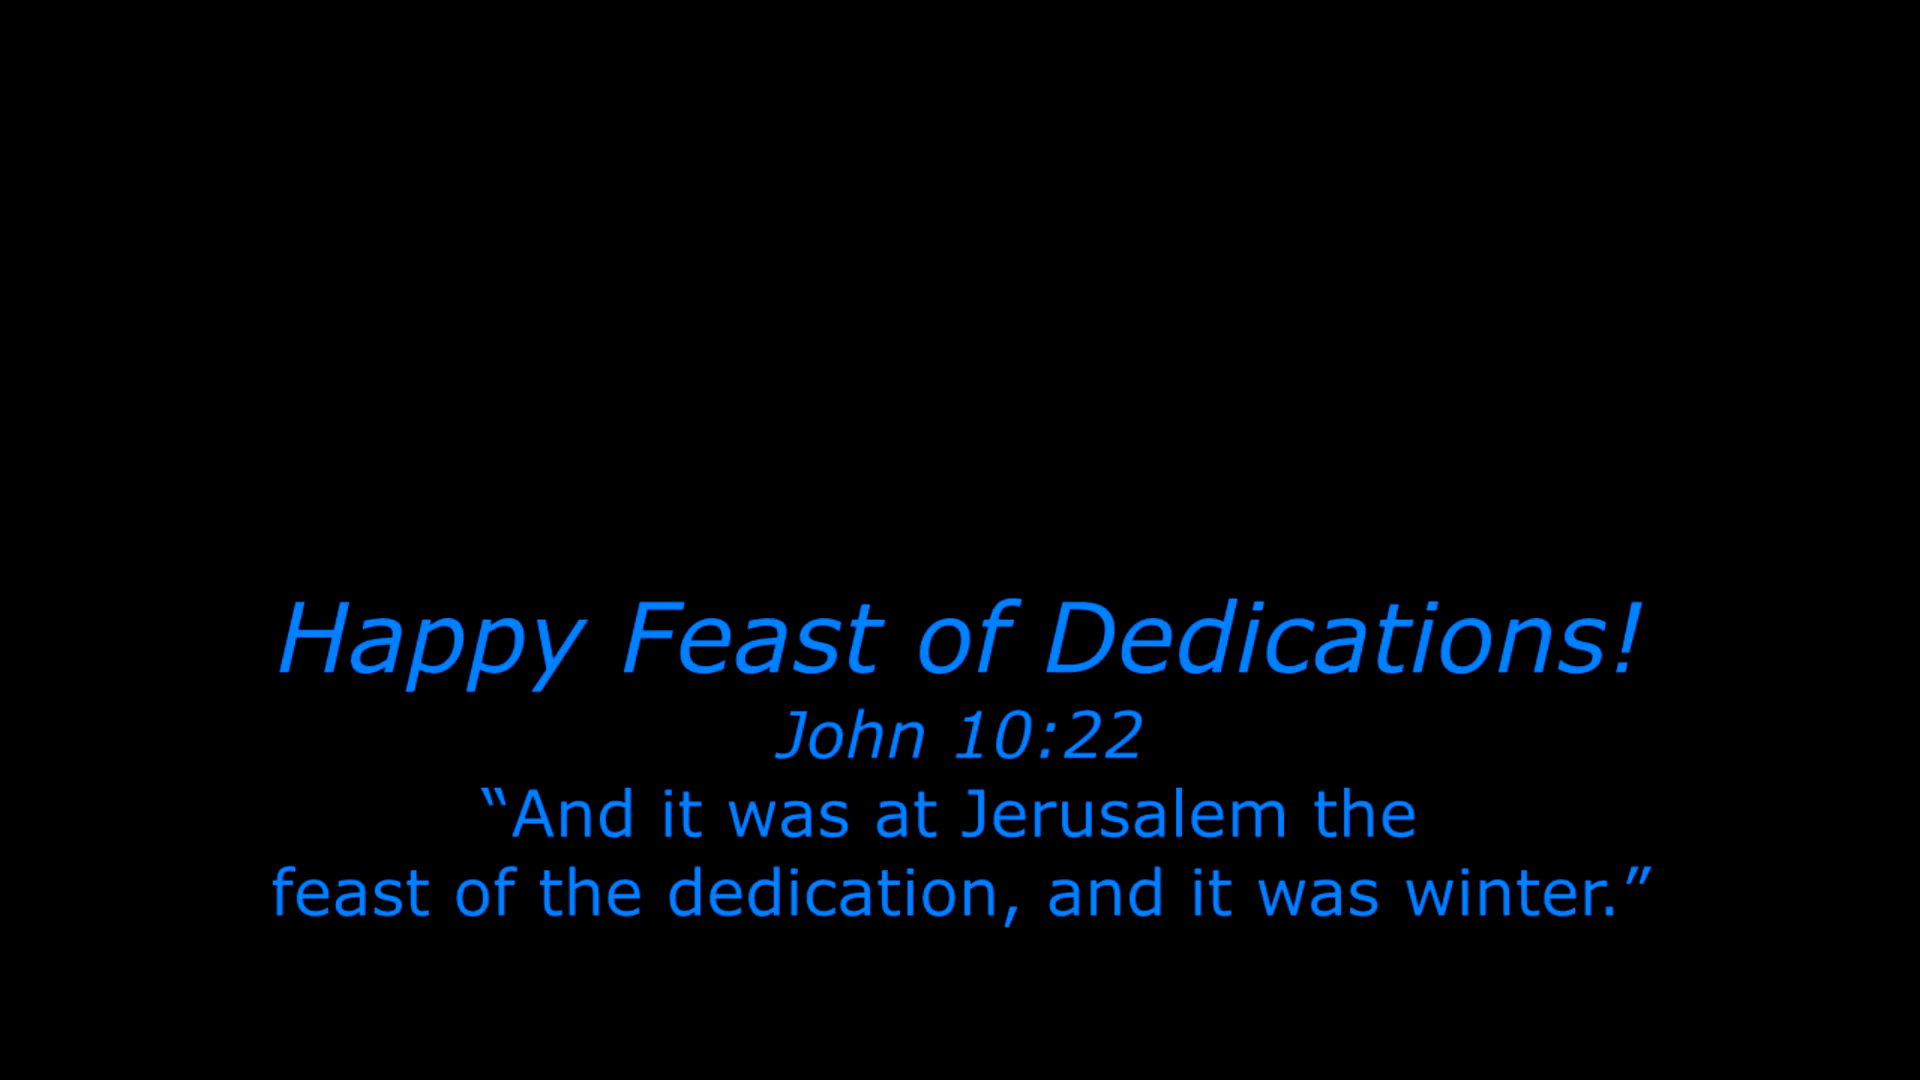 Happy Feast of Dedications!
John 10:22
“And it was at Jerusalem the
feast of the dedication, and it was winter.”